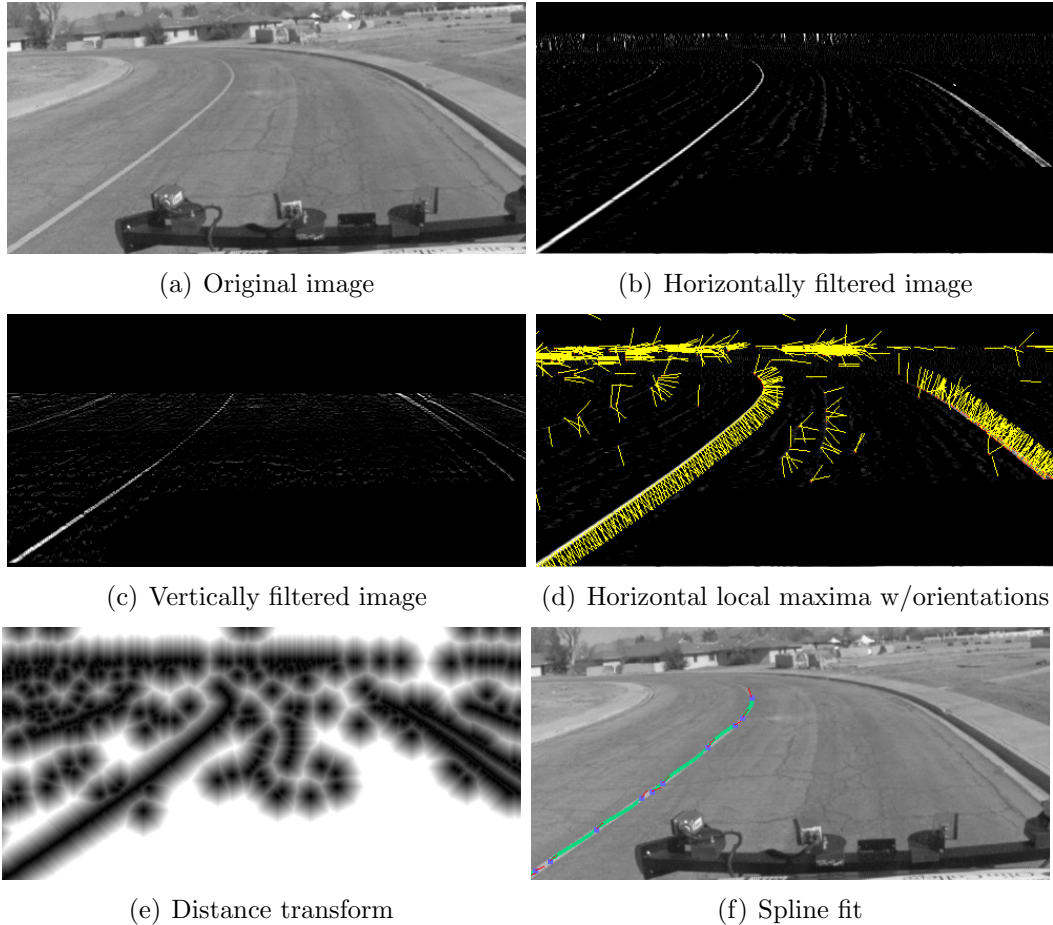 (a) Original image
(b) Horizontally filtered image
(c) Vertically filtered image
(d) Horizontal local maxima w/orientations
(e) Distance transform
(f) Spline fit